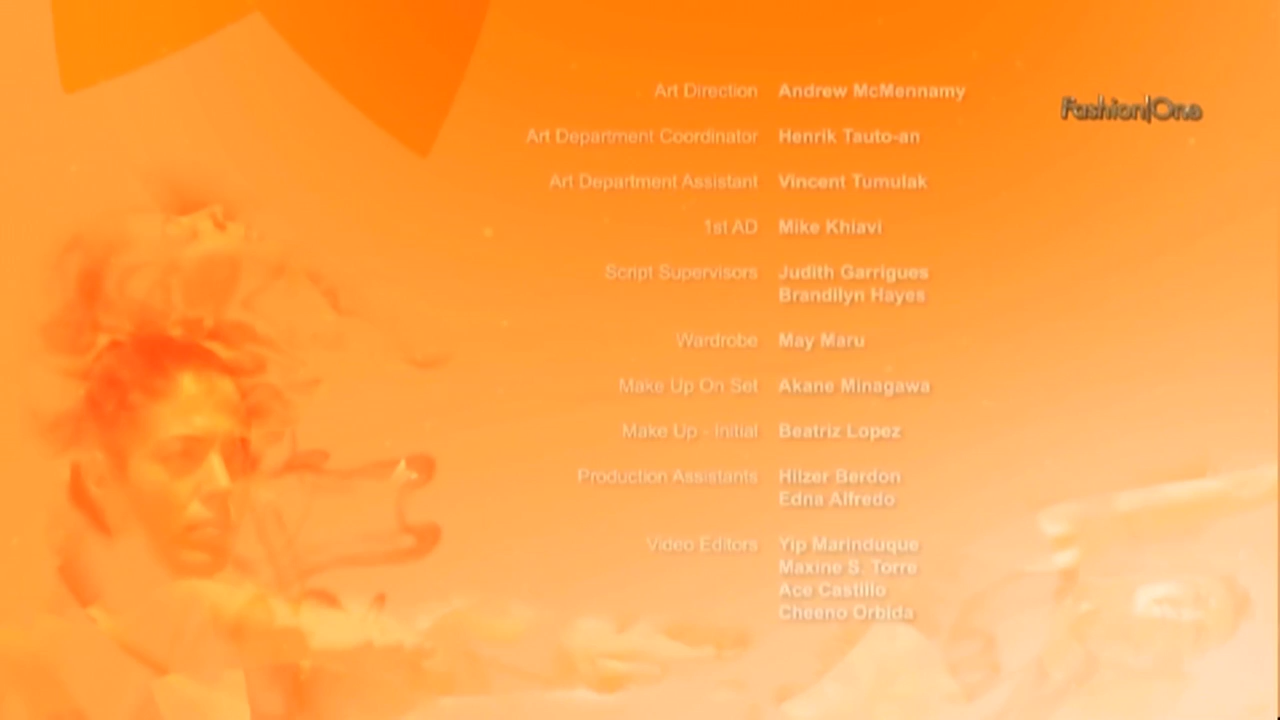 Art Direction Andrew McMennamy
FashionOne
Art Department Coordinator Henrik Tauto-an
Art Department Assistant Vincent Tumulak
1st AD Mike Khiavi
Script Supervisors Judith Garrigues
Brandilyn Hayes
Wardrobe May Maru
Make Up On Set Akane Minagawa
Make Up - Initial Beatriz Lopez
Production Assistants Hilzer Berdon
Edna Alfredo
Video Editors Yip Marinduque
Maxine S. Torre
Ace Castillo
Cheeno Orbida